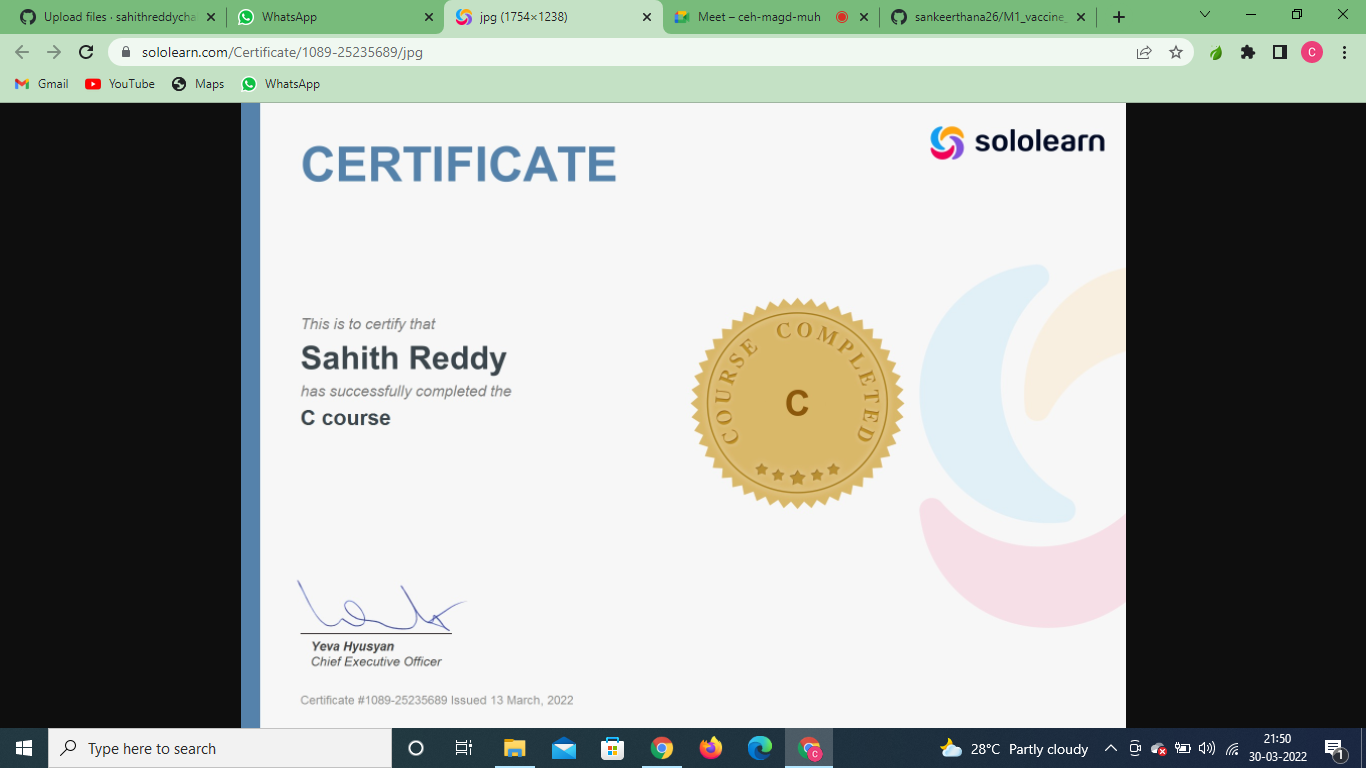 Upload files · sahithreddycha
WhatsApp
jpg (1754×1238)
Meet – ceh-magd-muh
sankeerthana26/M1_vaccine_
sololearn.com/Certificate/1089-25235689/jpg
C
Gmail
YouTube
Maps
WhatsApp
CERTIFICATE
sololearn
This is to certify that
Sahith Reddy
has successfully completed the
C course
COURSE COMPLETED
C
Yeva Hyusyan
Chief Executive Officer
Certificate #1089-25235689 Issued 13 March, 2022
Type here to search
C
28°C Partly cloudy
21:50
30-03-2022
1